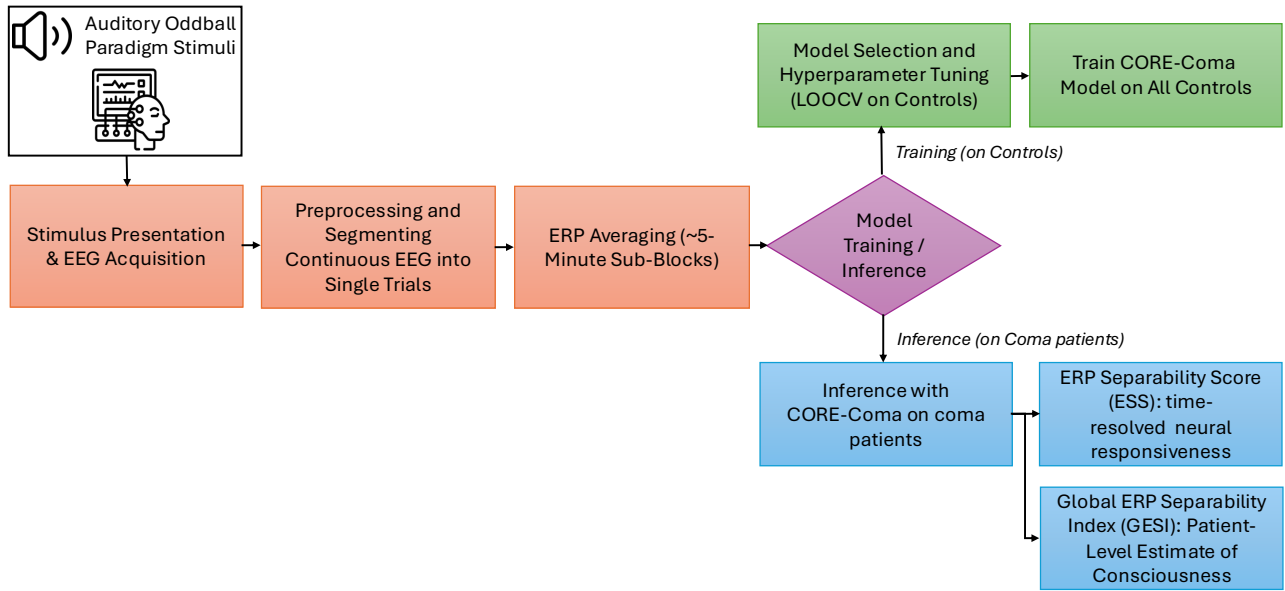 Auditory Oddball
Paradigm Stimuli
Stimulus Presentation
& EEG Acquisition
Preprocessing and
Segmenting
Continuous EEG into
Single Trials
ERP Averaging (~5-
Minute Sub-Blocks)
Model
Training /
Inference
Training (on Controls)
Model Selection and
Hyperparameter Tuning
(LOOCV on Controls)
Train CORE-Coma
Model on All Controls
Inference (on Coma patients)
Inference with
CORE-Coma on coma
patients
ERP Separability Score
(ESS): time-
resolved neural
responsiveness
Global ERP Separability
Index (GESI): Patient-
Level Estimate of
Consciousness